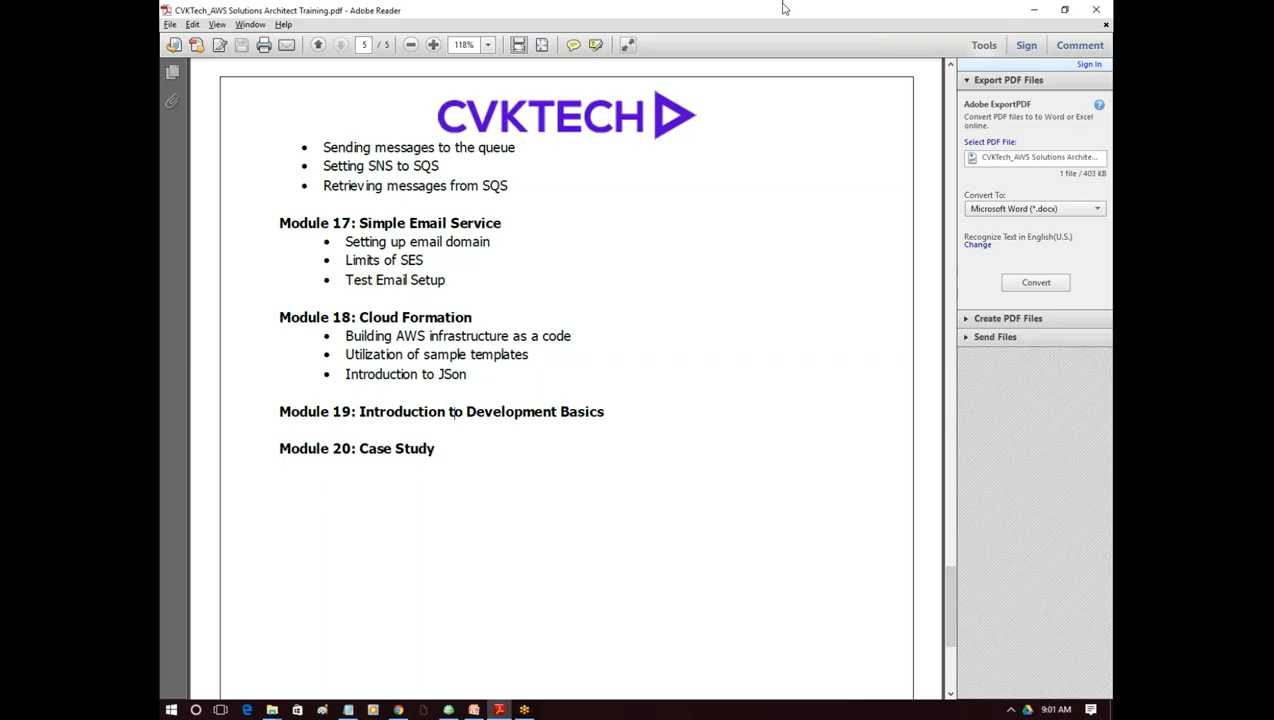 CVKTech_AWS Solutions Architect Training.pdf - Adobe Reader
File Edit View Window Help
5 / 5 118% Tools Sign Comment
Sign In
Export PDF Files
Adobe ExportPDF
Convert PDF files to to Word or Excel
online.
Select PDF File:
CVKTech_AWS Solutions Archite...
1 file / 403 KB
Convert To:
Microsoft Word (*.docx)
Recognize Text in English(U.S.)
Change
Convert
Create PDF Files
Send Files
CVKTECH
• Sending messages to the queue
• Setting SNS to SQS
• Retrieving messages from SQS
Module 17: Simple Email Service
• Setting up email domain
• Limits of SES
• Test Email Setup
Module 18: Cloud Formation
• Building AWS infrastructure as a code
• Utilization of sample templates
• Introduction to JSon
Module 19: Introduction to Development Basics
Module 20: Case Study
9:01 AM